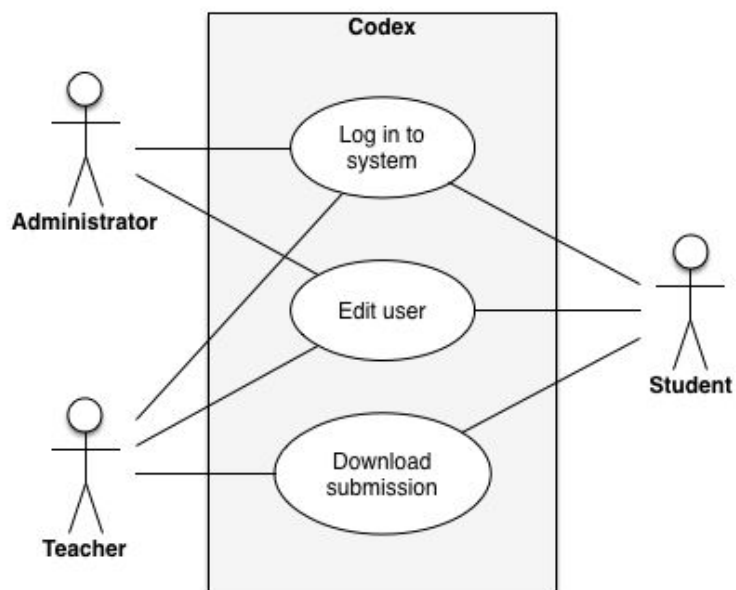 Codex
Log in to
system
Administrator
Edit user
Student
Download
submission
Teacher